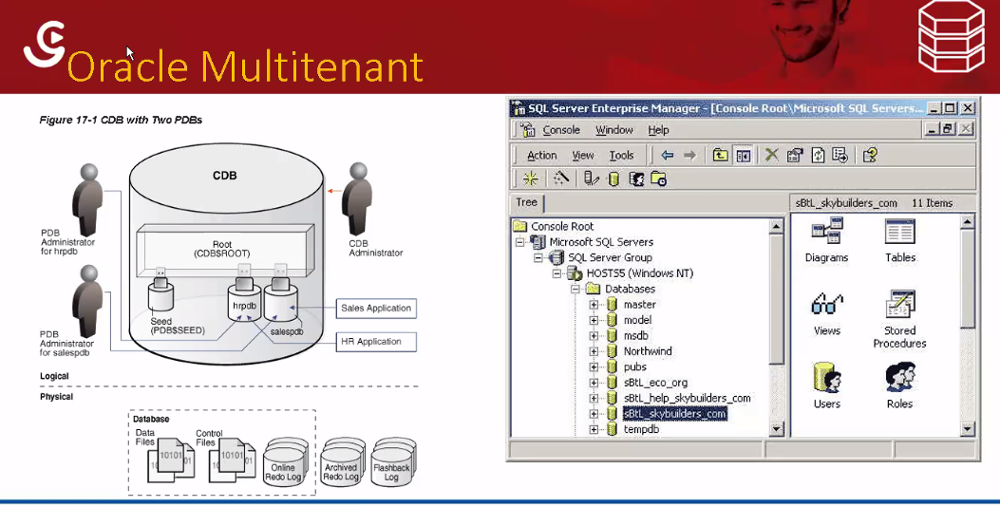 Oracle Multitenant
Figure 17-1 CDB with Two PDBs
CDB
PDB
Administrator
for hrpdb
CDB
Administrator
Root
(CDB$ROOT)
Seed
(PDB$SEED)
hrpdb
salespdb
Sales Application
HR Application
PDB
Administrator
for salespdb
Logical
Physical
Database
Data
Files
10101
10101
Control
Files
10101
10101
Online
Redo Log
Archived
Redo Log
Flashback
Log
SQL Server Enterprise Manager - [Console Root\Microsoft SQL Servers...
Console Window Help
Action View Tools
Tree
sBtL_skybuilders_com 11 Items
Console Root
Microsoft SQL Servers
SQL Server Group
HOSTS5 (Windows NT)
Databases
master
model
msdb
Northwind
pubs
sBtL_eco_org
sBtL_help_skybuilders_com
sBtL_skybuilders_com
tempdb
Diagrams
Tables
Views
Stored
Procedures
Users
Roles